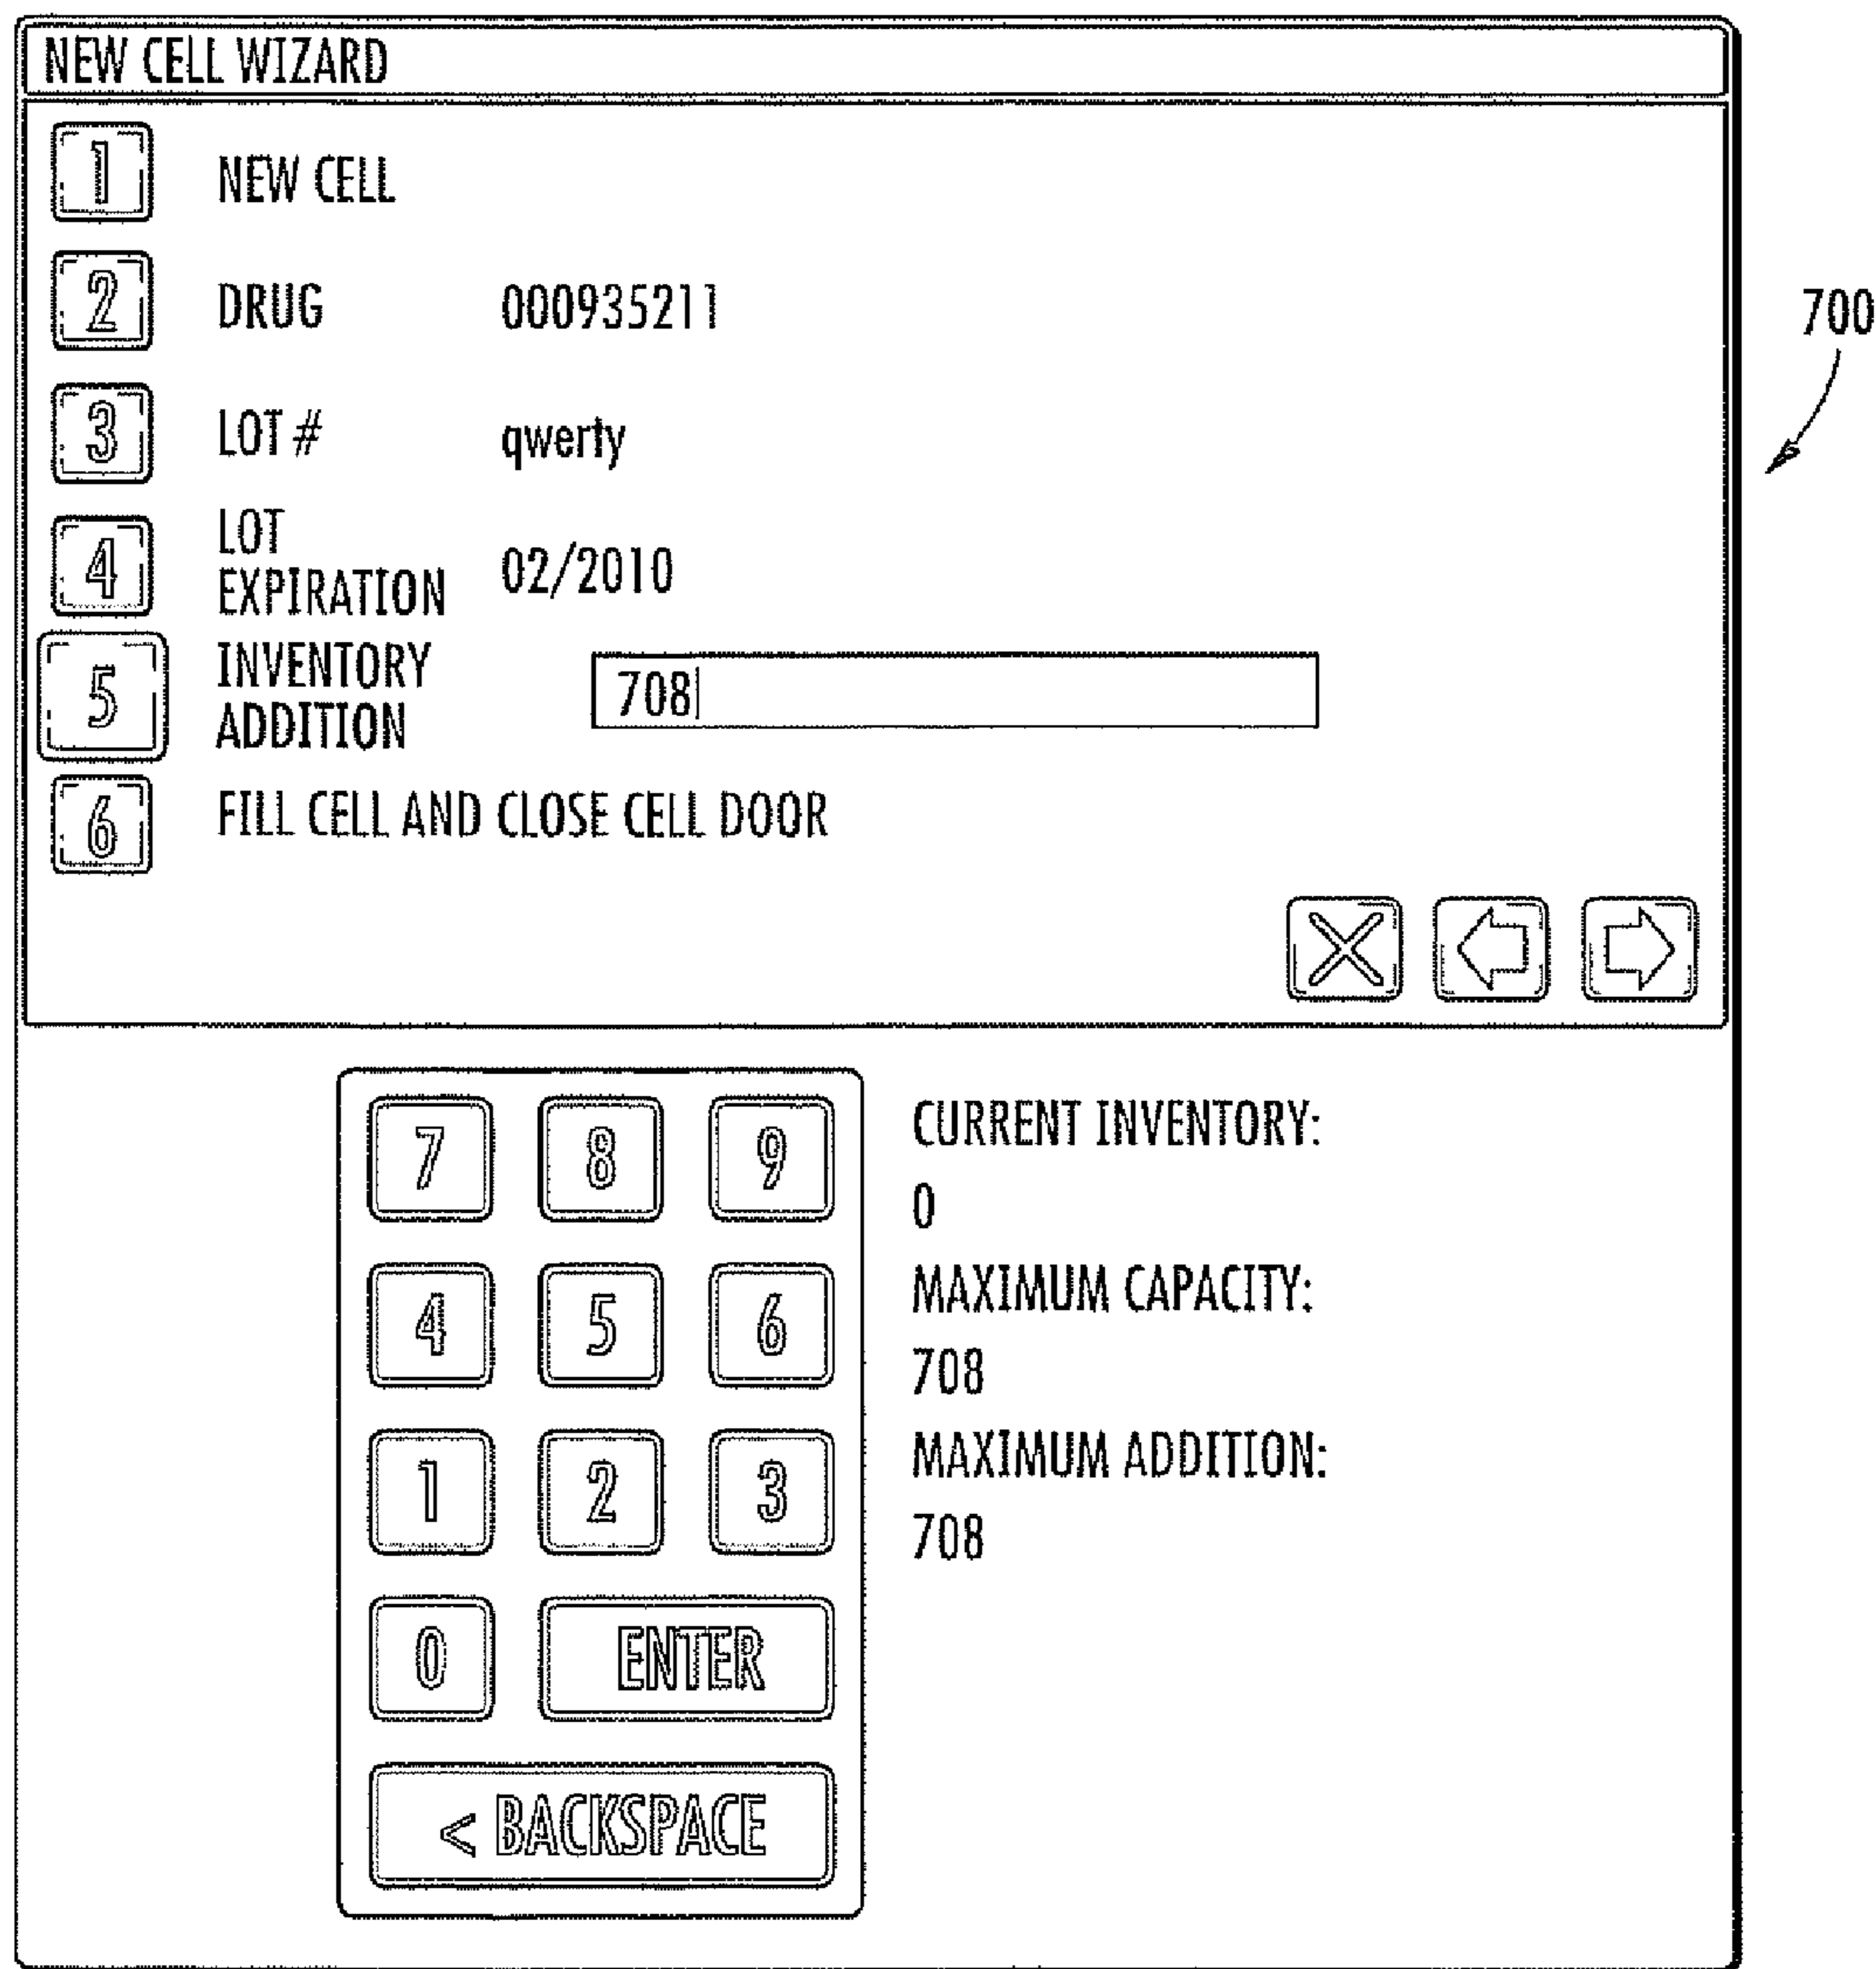 NEW CELL WIZARD
1 NEW CELL
2 DRUG 000935211
3 LOT # qwerty
4 LOT EXPIRATION 02/2010
5 INVENTORY ADDITION 708
6 FILL CELL AND CLOSE CELL DOOR
700
7 8 9
4 5 6
1 2 3
0 ENTER
< BACKSPACE
CURRENT INVENTORY:
0
MAXIMUM CAPACITY:
708
MAXIMUM ADDITION:
708